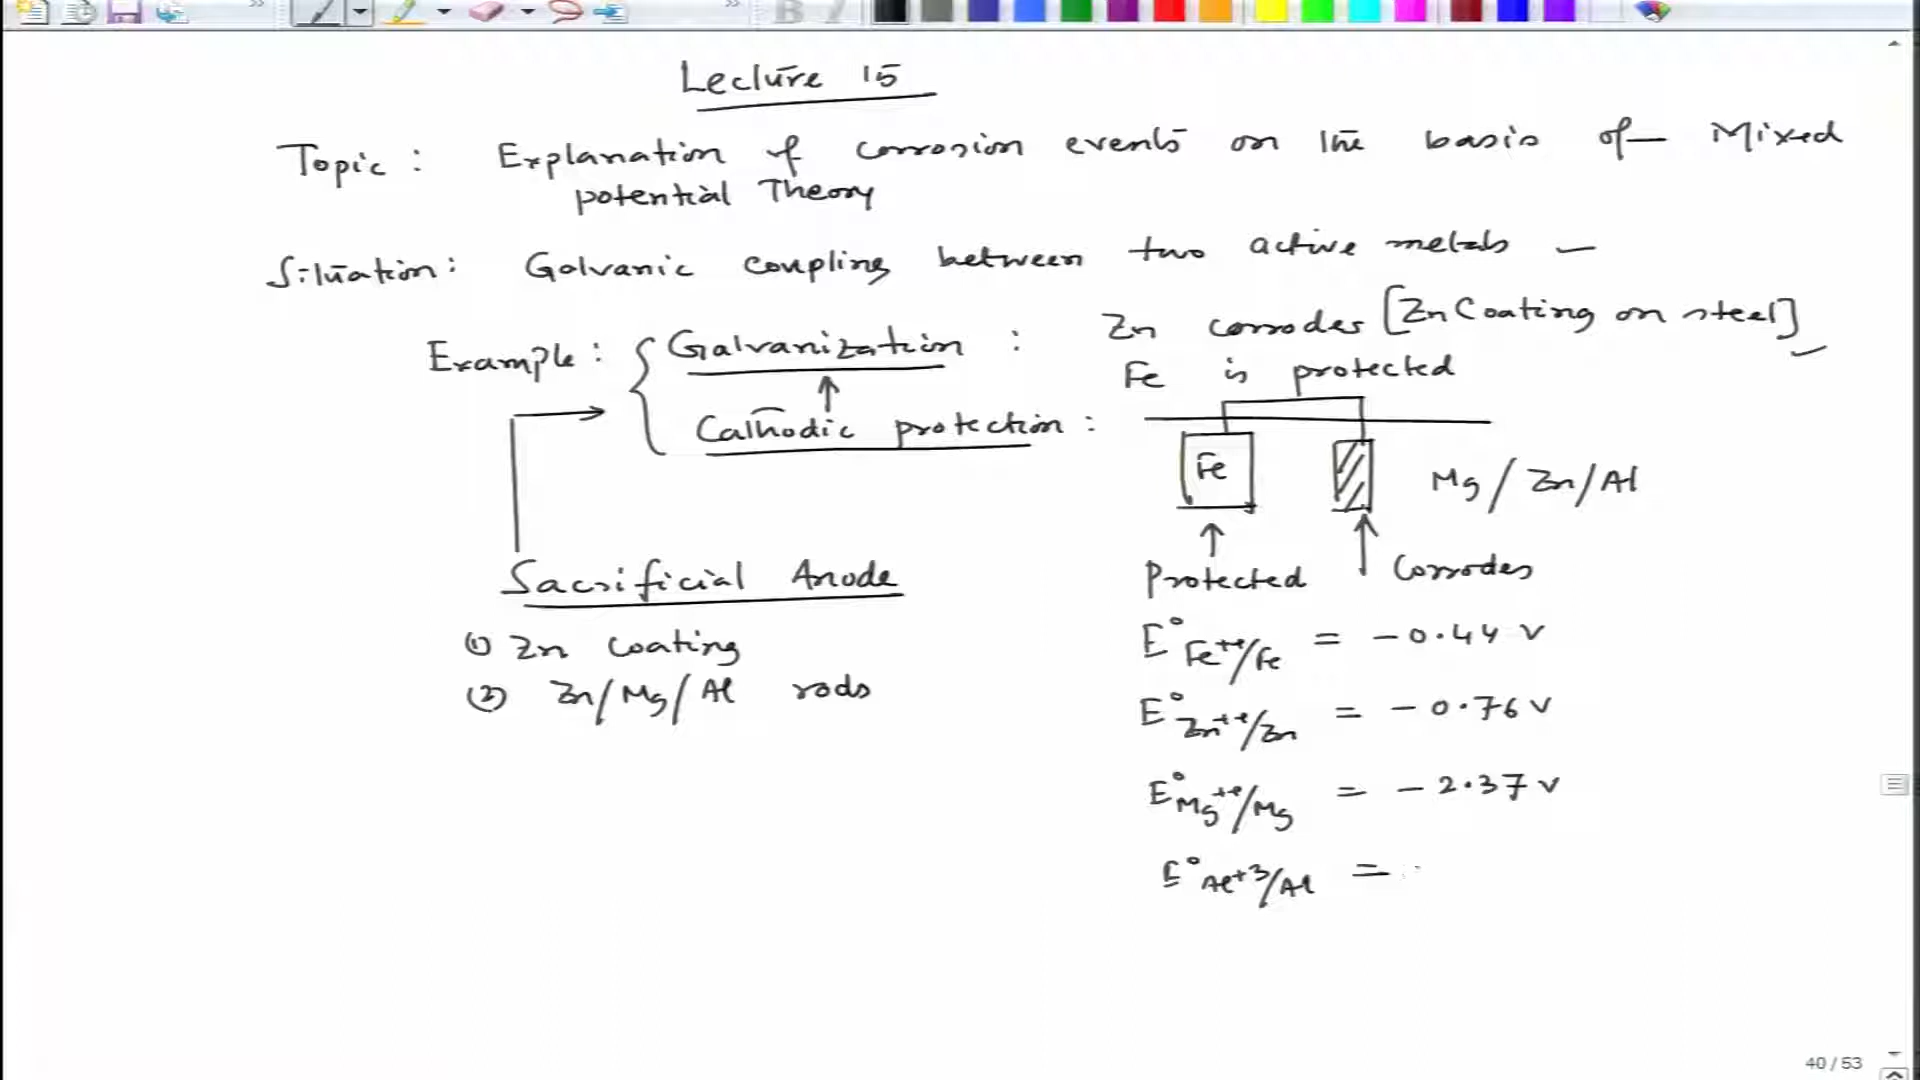 Lecture 15
Topic: Explanation of corrosion events on the basis of Mixed
potential Theory
Situation: Galvanic coupling between two active metals
Example: Galvanization : Zn corrodes [Zn Coating on steel]
Fe is protected
Cathodic protection:
Fe
Mg/Zn/Al
Protected
Corrodes
Sacrificial Anode
① Zn coating
② Zn/Mg/Al rods
E° Fe++/Fe = -0.44 V
E° Zn++/Zn = -0.76 V
E° Mg++/Mg = -2.37 V
E° Al+3/Al =
B I
40 / 53